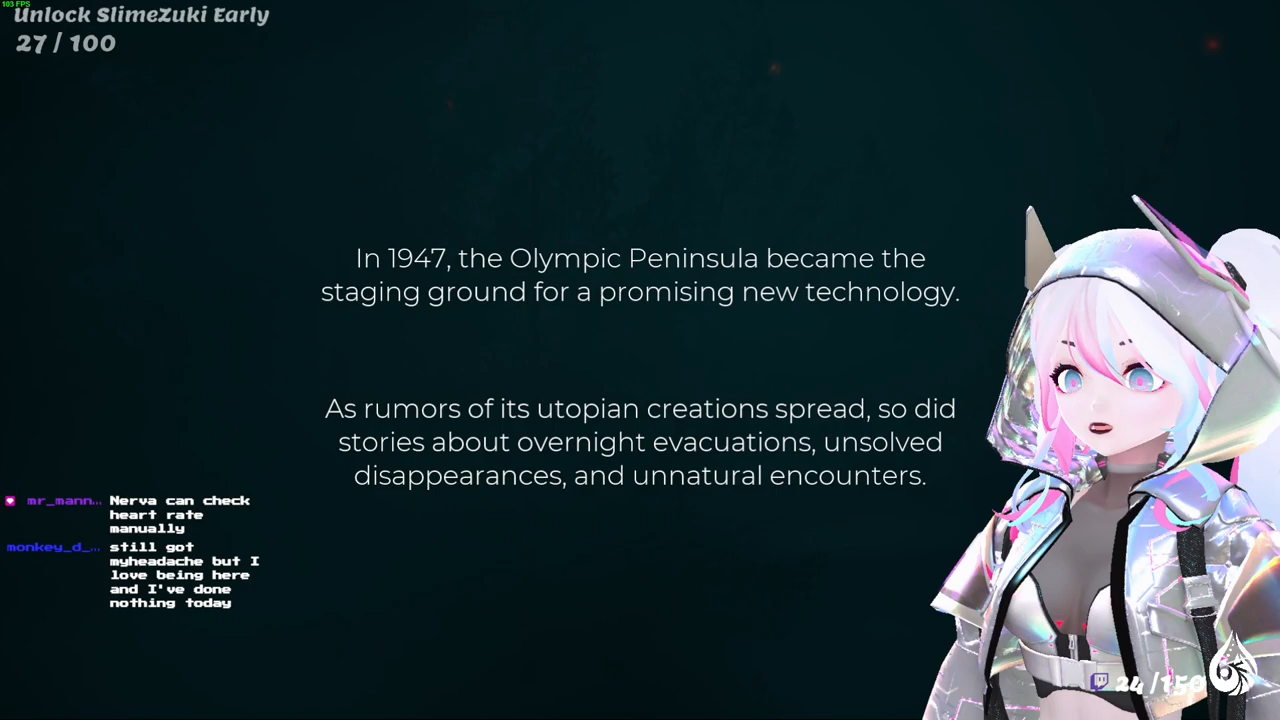 103 FPS
Unlock SlimeZuki Early
27 / 100
In 1947, the Olympic Peninsula became the
staging ground for a promising new technology.
As rumors of its utopian creations spread, so did
stories about overnight evacuations, unsolved
disappearances, and unnatural encounters.
mr_mann... Nerva can check
heart rate
manually
monkey_d_... still got
myheadache but I
love being here
and I've done
nothing today
24/150